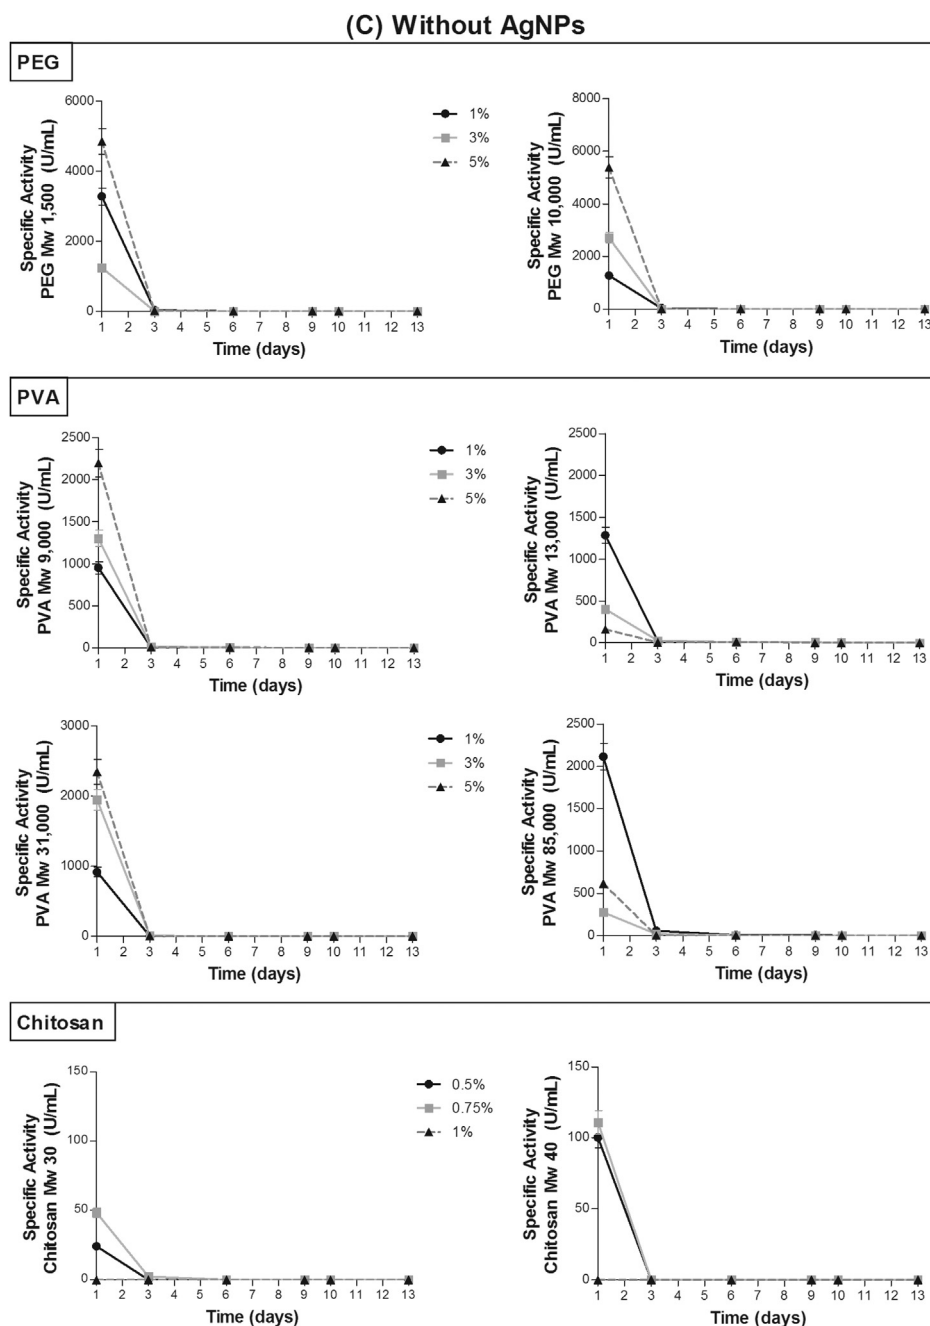 (C) Without AgNPs
PEG
Specific Activity
PEG Mw 1,500 (U/mL)
6000
4000
2000
0
1 2 3 4 5 6 7 8 9 10 11 12 13
Time (days)
1%
3%
5%
Specific Activity
PEG Mw 10,000 (U/mL)
8000
6000
4000
2000
0
1 2 3 4 5 6 7 8 9 10 11 12 13
Time (days)
PVA
Specific Activity
PVA Mw 9,000 (U/mL)
2500
2000
1500
1000
500
0
1 2 3 4 5 6 7 8 9 10 11 12 13
Time (days)
1%
3%
5%
Specific Activity
PVA Mw 13,000 (U/mL)
2500
2000
1500
1000
500
0
1 2 3 4 5 6 7 8 9 10 11 12 13
Time (days)
Specific Activity
PVA Mw 31,000 (U/mL)
3000
2000
1000
0
1 2 3 4 5 6 7 8 9 10 11 12 13
Time (days)
1%
3%
5%
Specific Activity
PVA Mw 85,000 (U/mL)
2500
2000
1500
1000
500
0
1 2 3 4 5 6 7 8 9 10 11 12 13
Time (days)
Chitosan
Specific Activity
Chitosan Mw 30 (U/mL)
150
100
50
0
1 2 3 4 5 6 7 8 9 10 11 12 13
Time (days)
0.5%
0.75%
1%
Specific Activity
Chitosan Mw 40 (U/mL)
150
100
50
0
1 2 3 4 5 6 7 8 9 10 11 12 13
Time (days)